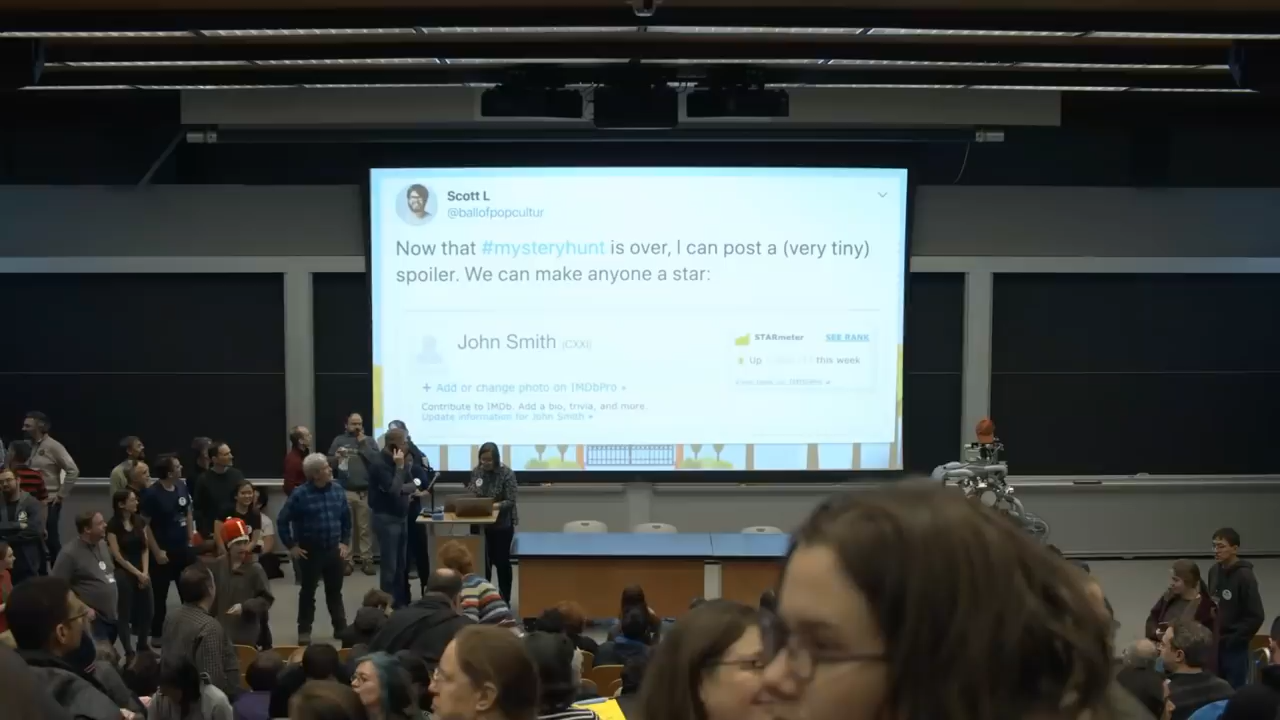 Scott L
@ballofpopcultur
Now that #mysteryhunt is over, I can post a (very tiny)
spoiler. We can make anyone a star:
John Smith (CXXI)
STARmeter SEE RANK
Up this week
+ Add or change photo on IMDbPro »
Contribute to IMDb. Add a bio, trivia, and more.
Update information for John Smith »